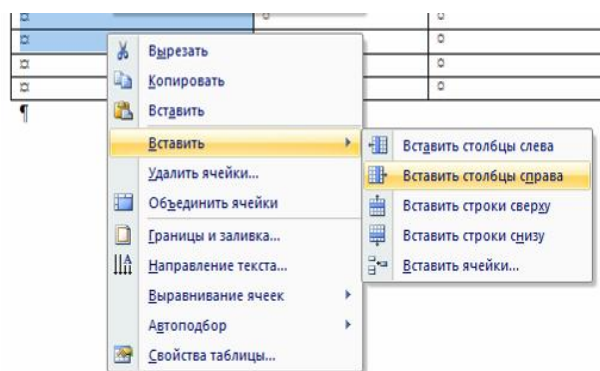 Вырезать
Копировать
Вставить
Вставить
Удалить ячейки...
Объединить ячейки
Границы и заливка...
Направление текста...
Выравнивание ячеек
Автоподбор
Свойства таблицы...
Вставить столбцы слева
Вставить столбцы справа
Вставить строки сверху
Вставить строки снизу
Вставить ячейки...